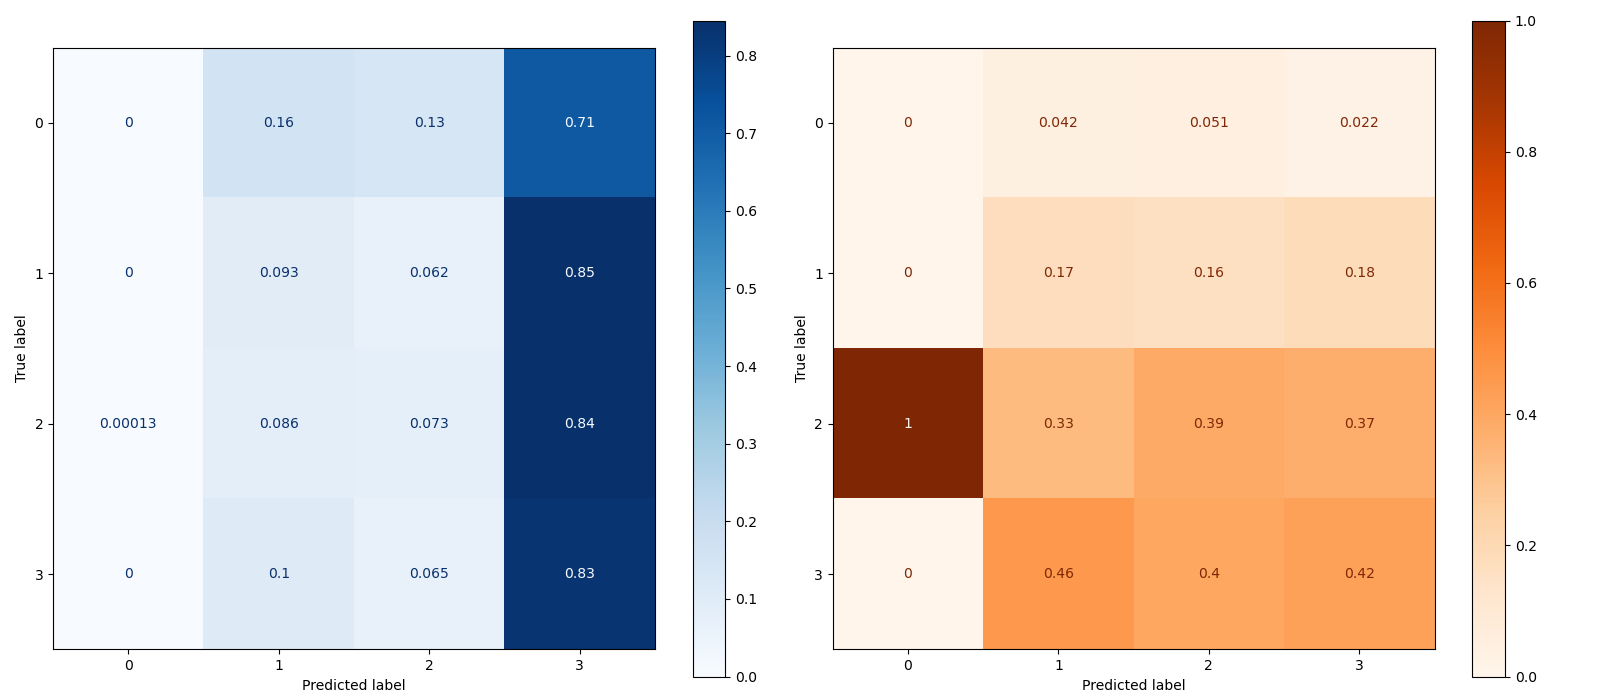 0 0 0.16 0.13 0.71
1 0 0.093 0.062 0.85
2 0.00013 0.086 0.073 0.84
3 0 0.1 0.065 0.83
0 1 2 3
Predicted label
True label
0.8
0.7
0.6
0.5
0.4
0.3
0.2
0.1
0.0
0 0 0.042 0.051 0.022
1 0 0.17 0.16 0.18
2 1 0.33 0.39 0.37
3 0 0.46 0.4 0.42
0 1 2 3
Predicted label
True label
1.0
0.8
0.6
0.4
0.2
0.0